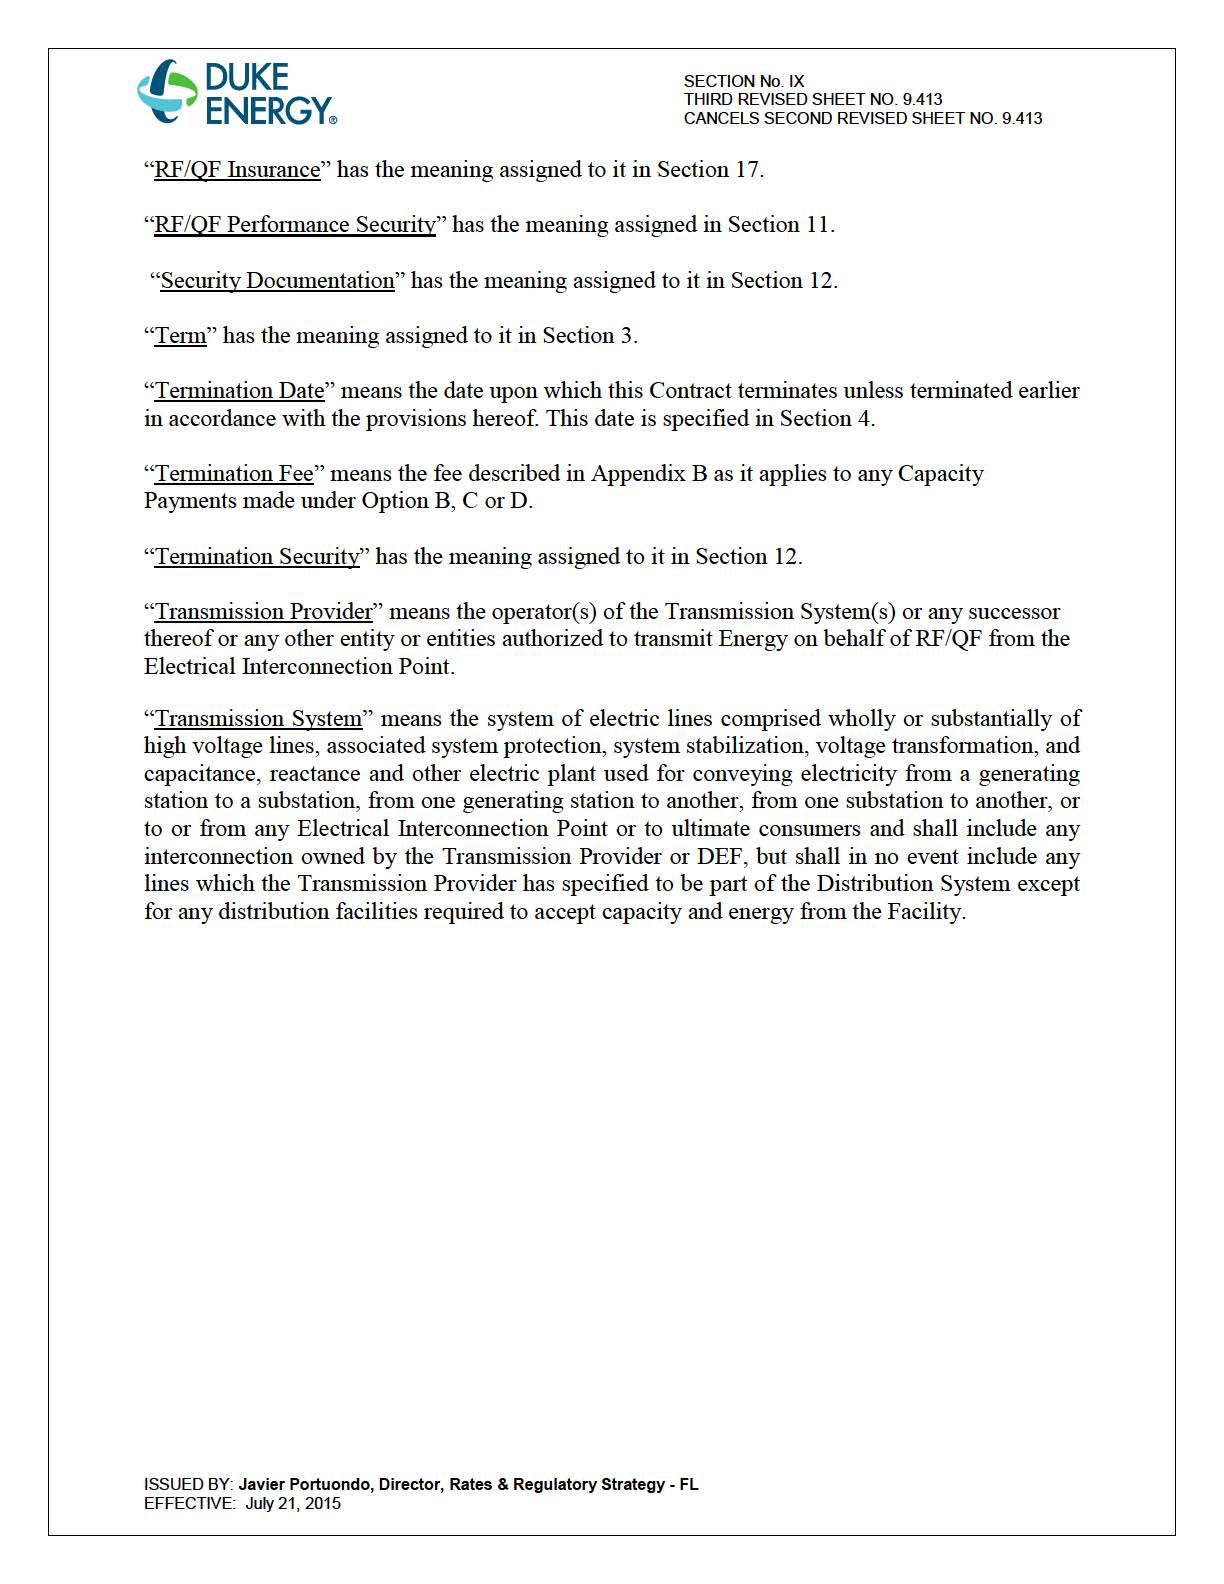 DUKE
ENERGY®
SECTION No. IX
THIRD REVISED SHEET NO. 9.413
CANCELS SECOND REVISED SHEET NO. 9.413
“RF/QF Insurance” has the meaning assigned to it in Section 17.
“RF/QF Performance Security” has the meaning assigned in Section 11.
“Security Documentation” has the meaning assigned to it in Section 12.
“Term” has the meaning assigned to it in Section 3.
“Termination Date” means the date upon which this Contract terminates unless terminated earlier
in accordance with the provisions hereof. This date is specified in Section 4.
“Termination Fee” means the fee described in Appendix B as it applies to any Capacity
Payments made under Option B, C or D.
“Termination Security” has the meaning assigned to it in Section 12.
“Transmission Provider” means the operator(s) of the Transmission System(s) or any successor
thereof or any other entity or entities authorized to transmit Energy on behalf of RF/QF from the
Electrical Interconnection Point.
“Transmission System” means the system of electric lines comprised wholly or substantially of
high voltage lines, associated system protection, system stabilization, voltage transformation, and
capacitance, reactance and other electric plant used for conveying electricity from a generating
station to a substation, from one generating station to another, from one substation to another, or
to or from any Electrical Interconnection Point or to ultimate consumers and shall include any
interconnection owned by the Transmission Provider or DEF, but shall in no event include any
lines which the Transmission Provider has specified to be part of the Distribution System except
for any distribution facilities required to accept capacity and energy from the Facility.
ISSUED BY: Javier Portuondo, Director, Rates & Regulatory Strategy - FL
EFFECTIVE: July 21, 2015